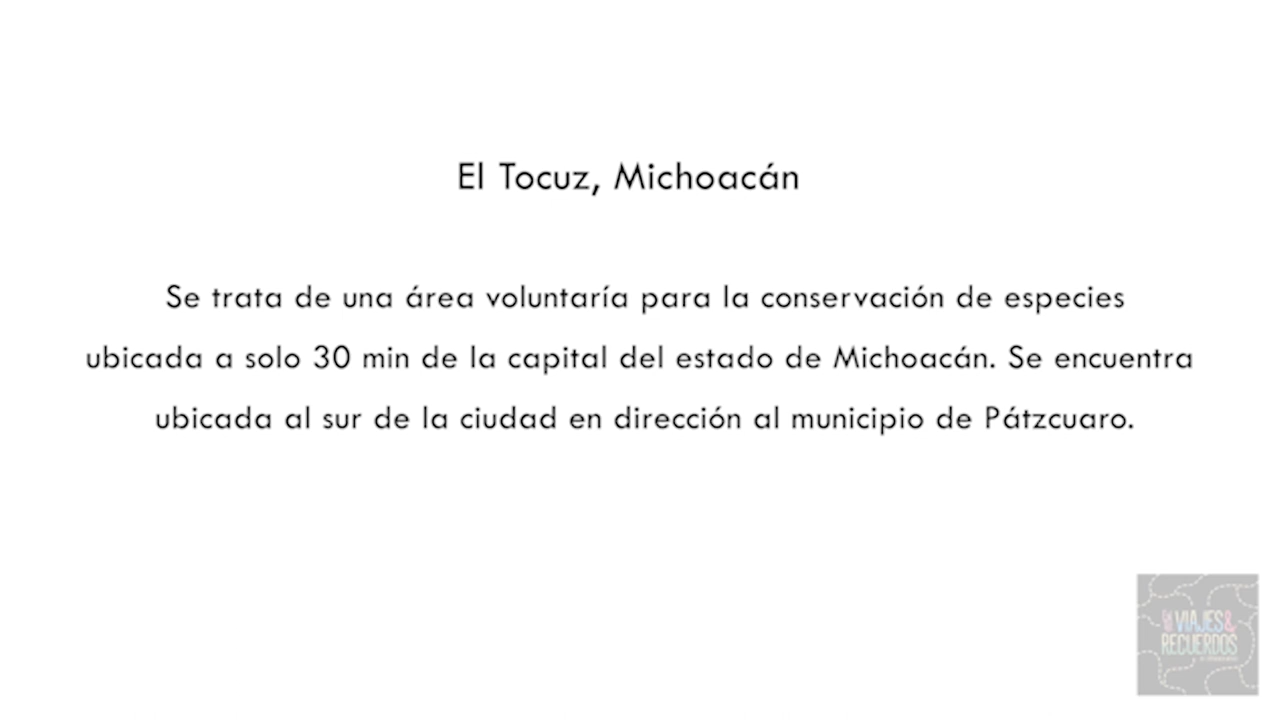 El Tocuz, Michoacán
Se trata de una área voluntaría para la conservación de especies
ubicada a solo 30 min de la capital del estado de Michoacán. Se encuentra
ubicada al sur de la ciudad en dirección al municipio de Pátzcuaro.
VIAJES&
RECUERDOS